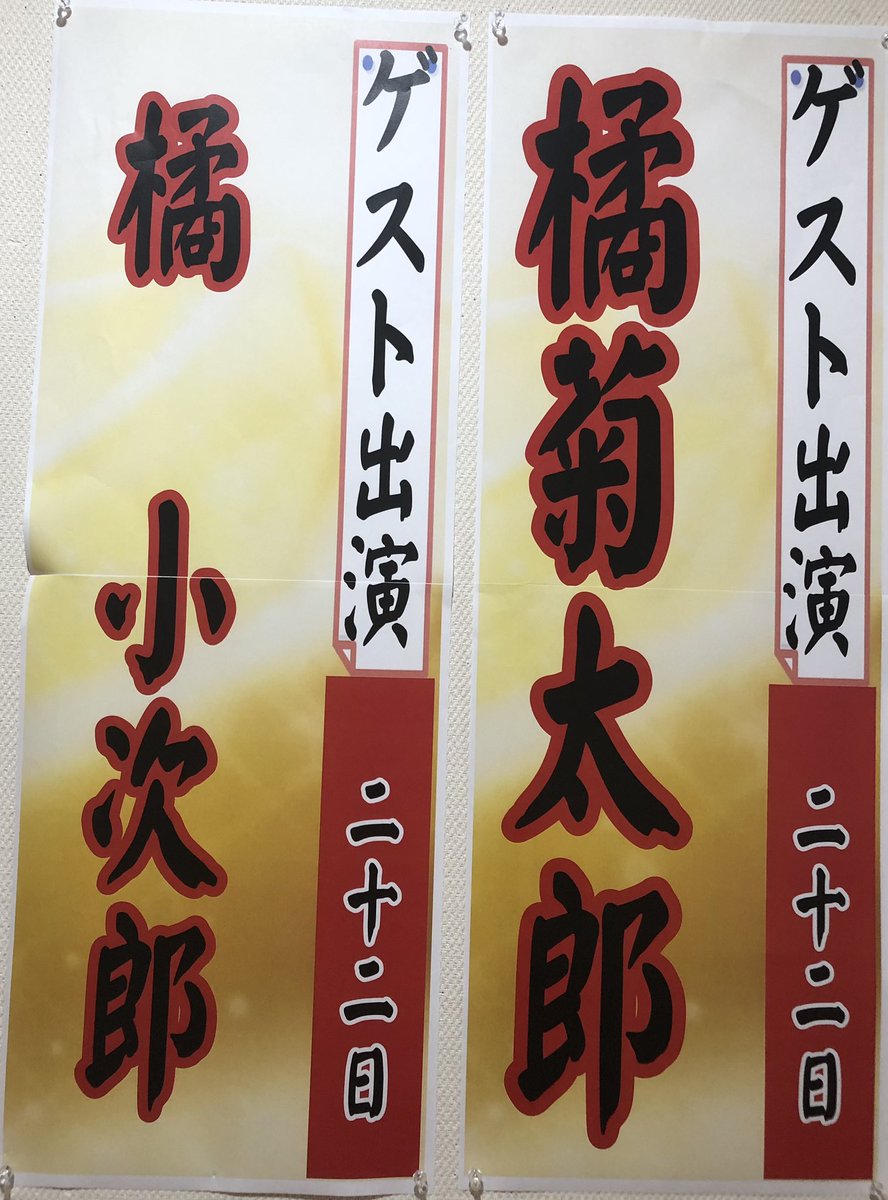 ゲスト出演
二十二日
橘菊太郎
ゲスト出演
二十二日
橘 小次郎